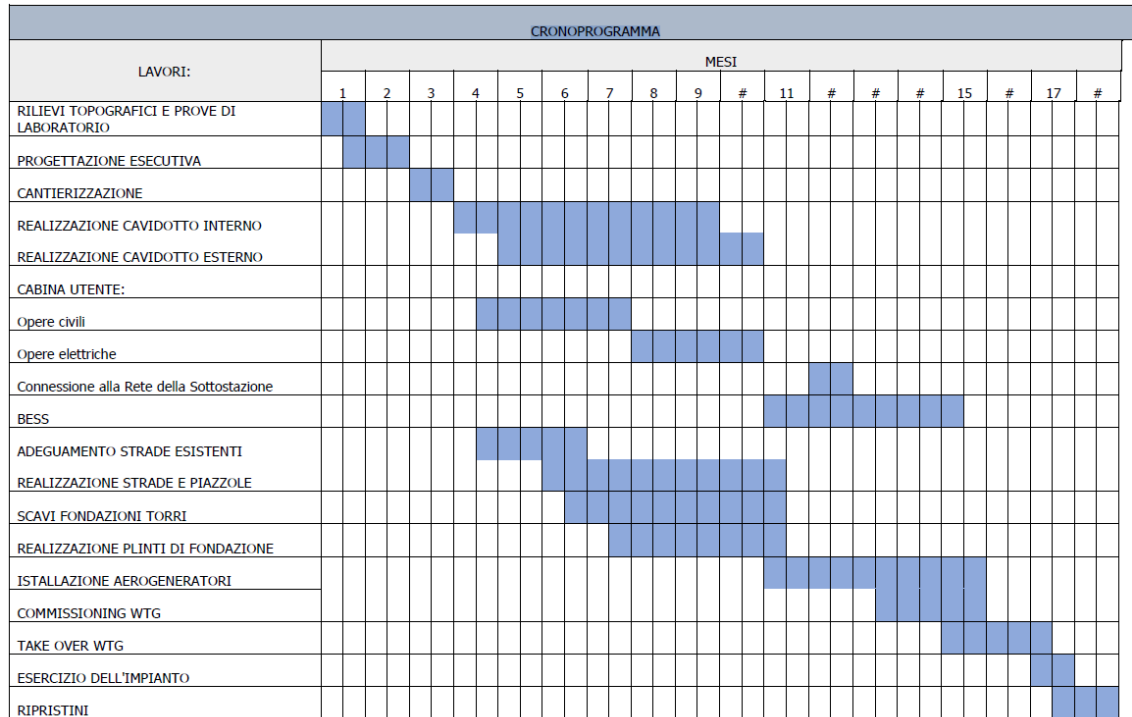 CRONOPROGRAMMA
LAVORI:
MESI
1 2 3 4 5 6 7 8 9 # 11 # # # 15 # 17 #
RILIEVI TOPOGRAFICI E PROVE DI
LABORATORIO
PROGETTAZIONE ESECUTIVA
CANTIERIZZAZIONE
REALIZZAZIONE CAVIDOTTO INTERNO
REALIZZAZIONE CAVIDOTTO ESTERNO
CABINA UTENTE:
Opere civili
Opere elettriche
Connessione alla Rete della Sottostazione
BESS
ADEGUAMENTO STRADE ESISTENTI
REALIZZAZIONE STRADE E PIAZZOLE
SCAVI FONDAZIONI TORRI
REALIZZAZIONE PLINTI DI FONDAZIONE
ISTALLAZIONE AEROGENERATORI
COMMISSIONING WTG
TAKE OVER WTG
ESERCIZIO DELL'IMPIANTO
RIPRISTINI